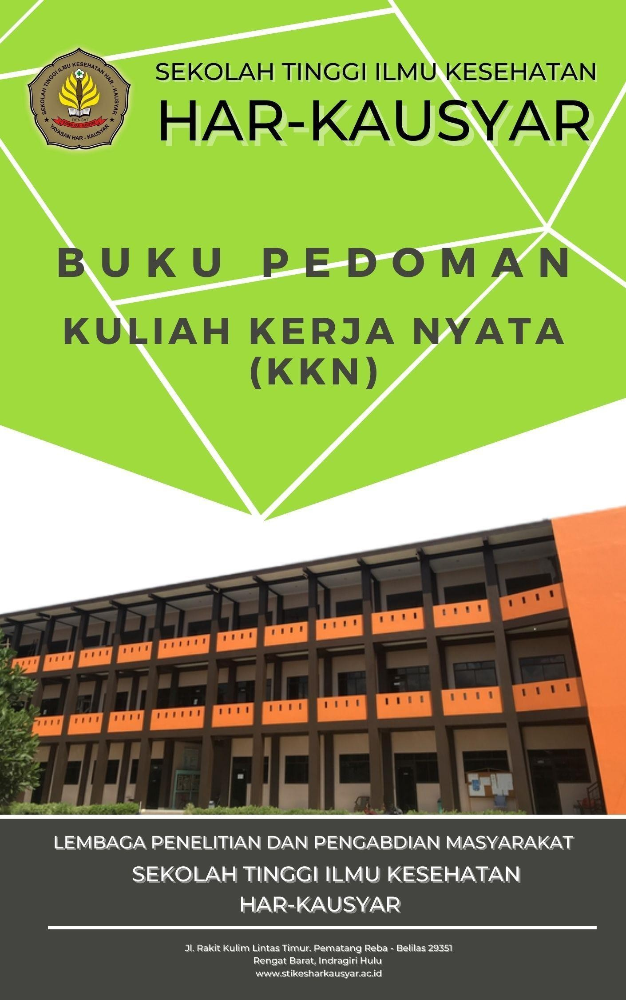 SEKOLAH TINGGI ILMU KESEHATAN HAR - KAUSYAR
RENGAT
STIKES HAR - KAUSYAR
YAYASAN HAR - KAUSYAR
SEKOLAH TINGGI ILMU KESEHATAN
HAR-KAUSYAR
BUKU PEDOMAN
KULIAH KERJA NYATA
(KKN)
LEMBAGA PENELITIAN DAN PENGABDIAN MASYARAKAT
SEKOLAH TINGGI ILMU KESEHATAN
HAR-KAUSYAR
Jl. Rakit Kulim Lintas Timur. Pematang Reba - Belilas 29351
Rengat Barat, Indragiri Hulu
www.stikesharkausyar.ac.id